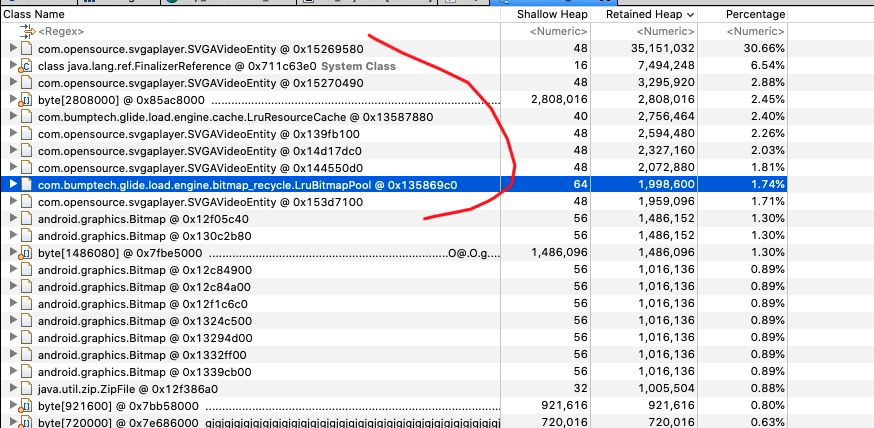 Class Name Shallow Heap Retained Heap Percentage
<Regex> <Numeric> <Numeric> <Numeric>
com.opensource.svgaplayer.SVGAVideoEntity @ 0x15269580 48 35,151,032 30.66%
class java.lang.ref.FinalizerReference @ 0x711c63e0 System Class 16 7,494,248 6.54%
com.opensource.svgaplayer.SVGAVideoEntity @ 0x15270490 48 3,295,920 2.88%
byte[2808000] @ 0x85ac8000 ................................................................ 2,808,016 2,808,016 2.45%
com.bumptech.glide.load.engine.cache.LruResourceCache @ 0x13587880 40 2,756,464 2.40%
com.opensource.svgaplayer.SVGAVideoEntity @ 0x139fb100 48 2,594,480 2.26%
com.opensource.svgaplayer.SVGAVideoEntity @ 0x14d17dc0 48 2,327,160 2.03%
com.opensource.svgaplayer.SVGAVideoEntity @ 0x144550d0 48 2,072,880 1.81%
com.bumptech.glide.load.engine.bitmap_recycle.LruBitmapPool @ 0x135869c0 64 1,998,600 1.74%
com.opensource.svgaplayer.SVGAVideoEntity @ 0x153d7100 48 1,959,096 1.71%
android.graphics.Bitmap @ 0x12f05c40 56 1,486,152 1.30%
android.graphics.Bitmap @ 0x130c2b80 56 1,486,152 1.30%
byte[1486080] @ 0x7fbe5000 ......................................................O@.O.g.... 1,486,096 1,486,096 1.30%
android.graphics.Bitmap @ 0x12c84900 56 1,016,136 0.89%
android.graphics.Bitmap @ 0x12c84a00 56 1,016,136 0.89%
android.graphics.Bitmap @ 0x12f1c6c0 56 1,016,136 0.89%
android.graphics.Bitmap @ 0x1324c500 56 1,016,136 0.89%
android.graphics.Bitmap @ 0x13294d00 56 1,016,136 0.89%
android.graphics.Bitmap @ 0x1332ff00 56 1,016,136 0.89%
android.graphics.Bitmap @ 0x1339cb00 56 1,016,136 0.89%
java.util.zip.ZipFile @ 0x12f386a0 32 1,005,504 0.88%
byte[921600] @ 0x7bb58000 ................................................................ 921,616 921,616 0.80%
byte[720000] @ 0x7e686000 720,016 720,016 0.63%